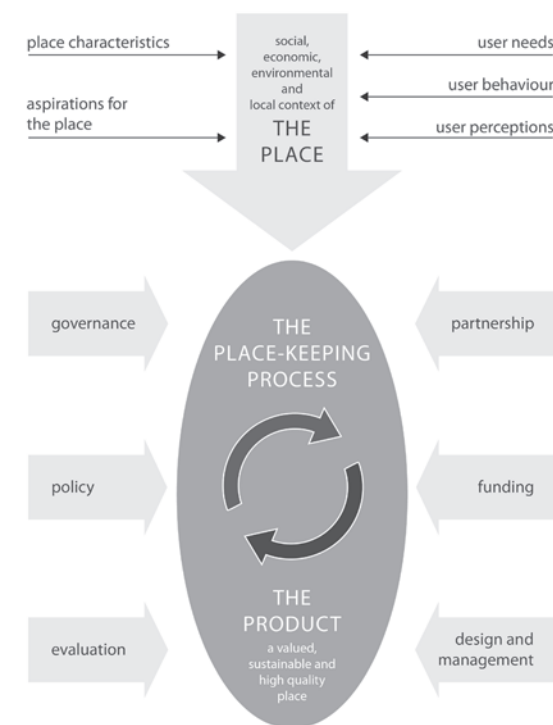 place characteristics
aspirations for
the place
social,
economic,
environmental
and
local context of
THE
PLACE
user needs
user behaviour
user perceptions
governance
policy
evaluation
THE
PLACE-KEEPING
PROCESS
THE
PRODUCT
a valued,
sustainable and
high quality
place
partnership
funding
design and
management